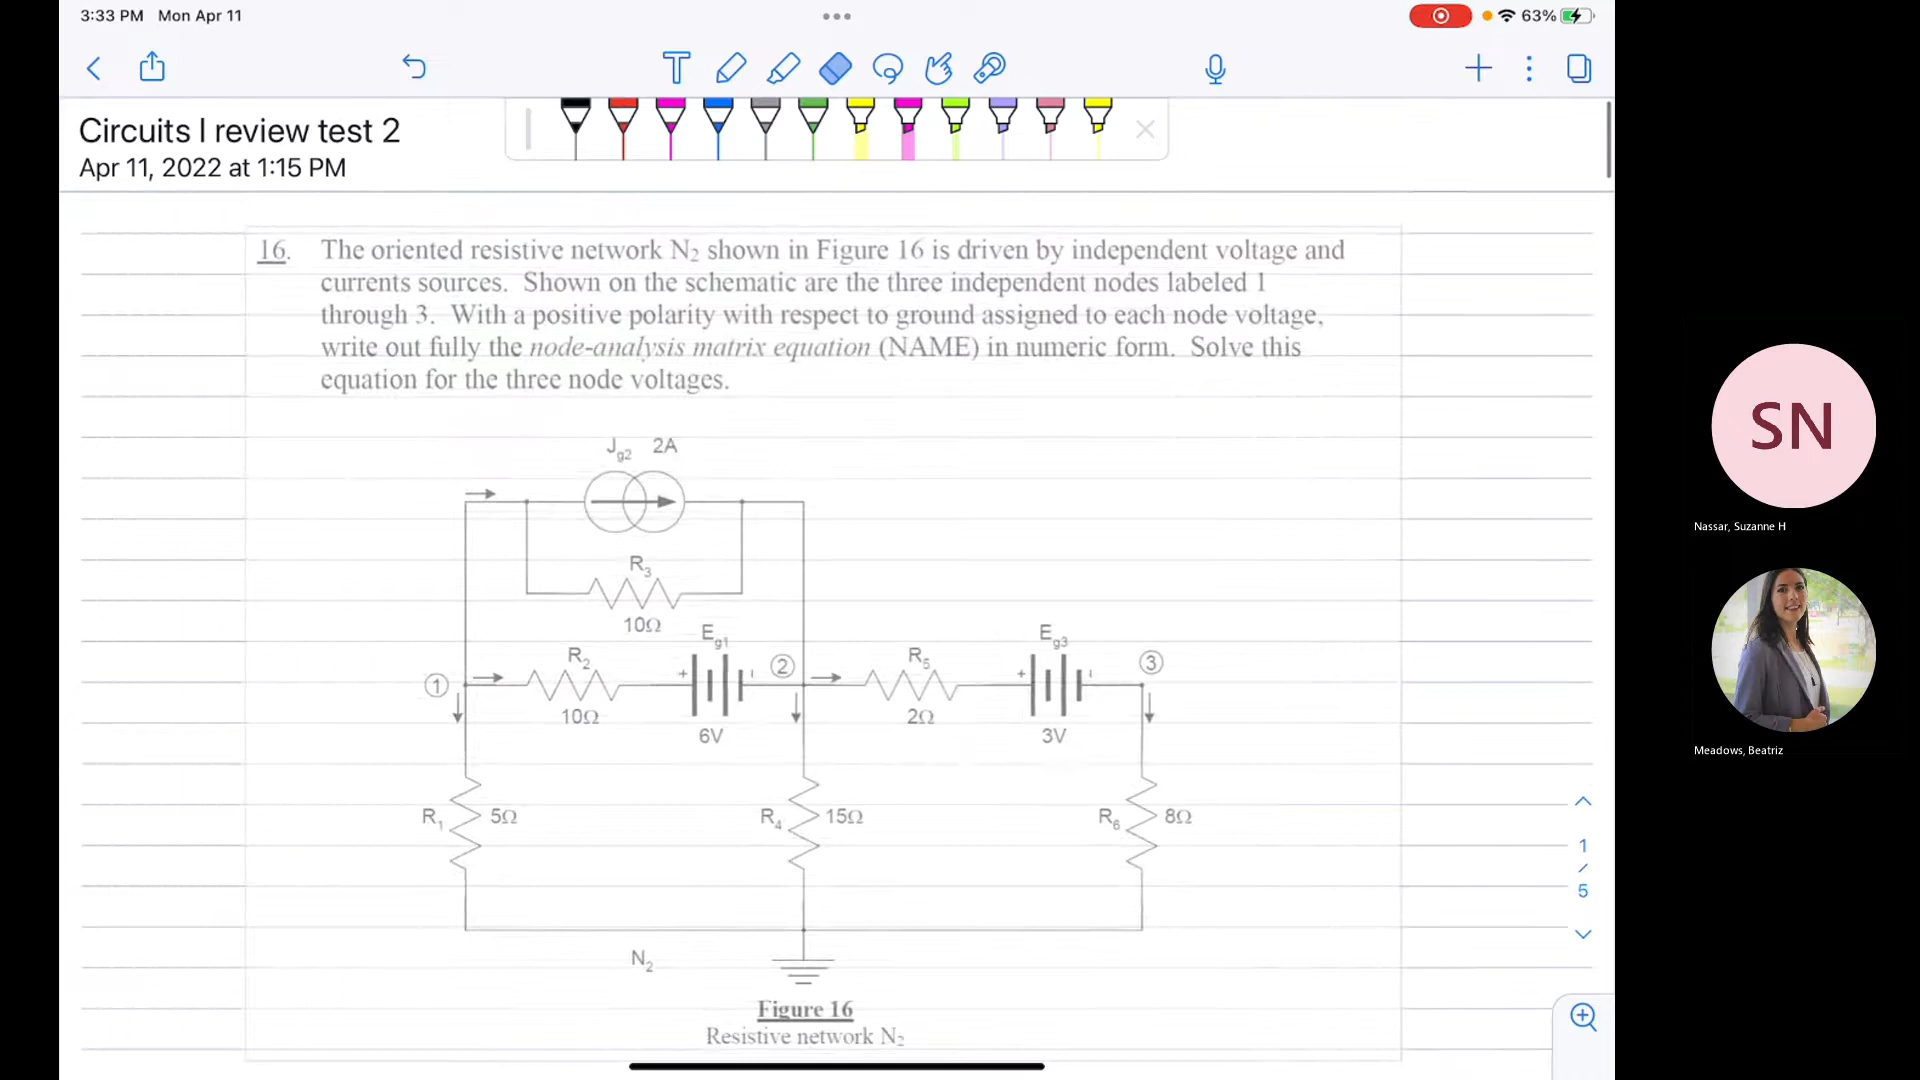 3:33 PM Mon Apr 11
63%
Circuits I review test 2
Apr 11, 2022 at 1:15 PM
16. The oriented resistive network N₂ shown in Figure 16 is driven by independent voltage and
currents sources. Shown on the schematic are the three independent nodes labeled 1
through 3. With a positive polarity with respect to ground assigned to each node voltage,
write out fully the node-analysis matrix equation (NAME) in numeric form. Solve this
equation for the three node voltages.
J_g2 2A
R₃
10Ω
E_g1
E_g3
R₂
②
R₅
③
①
+
+
10Ω
2Ω
6V
3V
R₁ 5Ω
R₄ 15Ω
R₆ 8Ω
N₂
Figure 16
Resistive network N₂
1
/
5
SN
Nassar, Suzanne H
Meadows, Beatriz